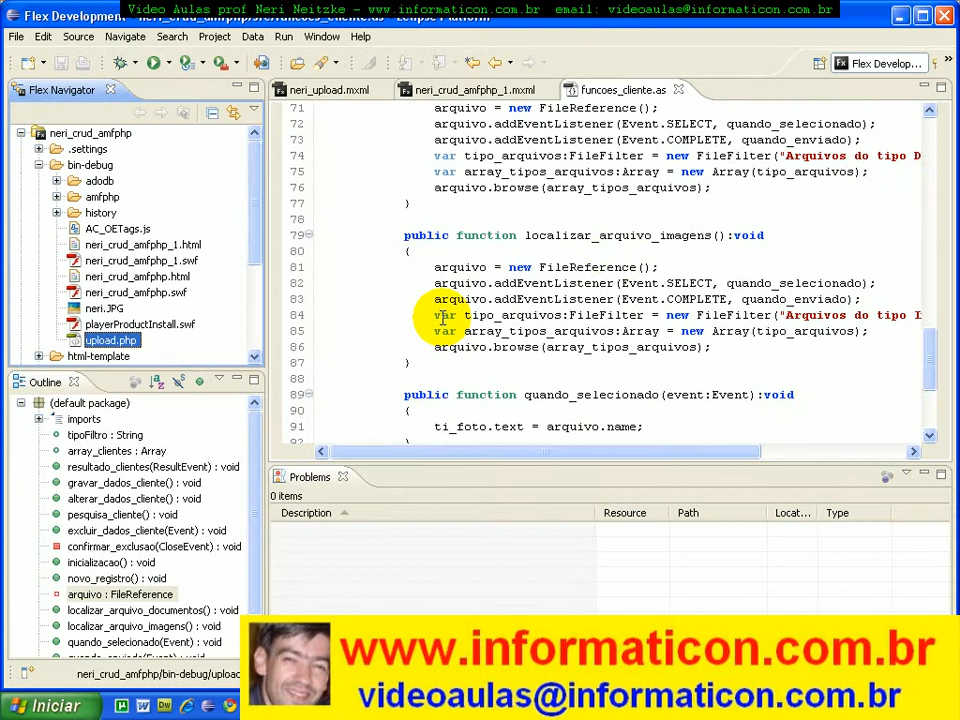 Video Aulas prof Neri Neitzke - www.informaticon.com.br email: videoaulas@informaticon.com.br
Flex Development - neri_crud_amfphp/src/funcoes_cliente.as - Eclipse Platform
File Edit Source Navigate Search Project Data Run Window Help
Flex Develop...
Flex Navigator
neri_upload.mxml
neri_crud_amfphp_1.mxml
funcoes_cliente.as
neri_crud_amfphp
.settings
bin-debug
adodb
amfphp
history
AC_OETags.js
neri_crud_amfphp_1.html
neri_crud_amfphp_1.swf
neri_crud_amfphp.html
neri_crud_amfphp.swf
neri.JPG
playerProductInstall.swf
upload.php
html-template
71 arquivo = new FileReference();
72 arquivo.addEventListener(Event.SELECT, quando_selecionado);
73 arquivo.addEventListener(Event.COMPLETE, quando_enviado);
74 var tipo_arquivos:FileFilter = new FileFilter("Arquivos do tipo D
75 var array_tipos_arquivos:Array = new Array(tipo_arquivos);
76 arquivo.browse(array_tipos_arquivos);
77 }
78
79 public function localizar_arquivo_imagens():void
80 {
81 arquivo = new FileReference();
82 arquivo.addEventListener(Event.SELECT, quando_selecionado);
83 arquivo.addEventListener(Event.COMPLETE, quando_enviado);
84 var tipo_arquivos:FileFilter = new FileFilter("Arquivos do tipo I
85 var array_tipos_arquivos:Array = new Array(tipo_arquivos);
86 arquivo.browse(array_tipos_arquivos);
87 }
88
89 public function quando_selecionado(event:Event):void
90 {
91 ti_foto.text = arquivo.name;
92 }
Outline
(default package)
imports
tipoFiltro : String
array_clientes : Array
resultado_clientes(ResultEvent) : void
gravar_dados_cliente() : void
alterar_dados_cliente() : void
pesquisa_cliente() : void
excluir_dados_cliente(Event) : void
confirmar_exclusao(CloseEvent) : void
inicializacao() : void
novo_registro() : void
arquivo : FileReference
localizar_arquivo_documentos() : void
localizar_arquivo_imagens() : void
quando_selecionado(Event) : void
Problems
0 items
Description Resource Path Locat... Type
neri_crud_amfphp/bin-debug/upload
www.informaticon.com.br
videoaulas@informaticon.com.br
Iniciar